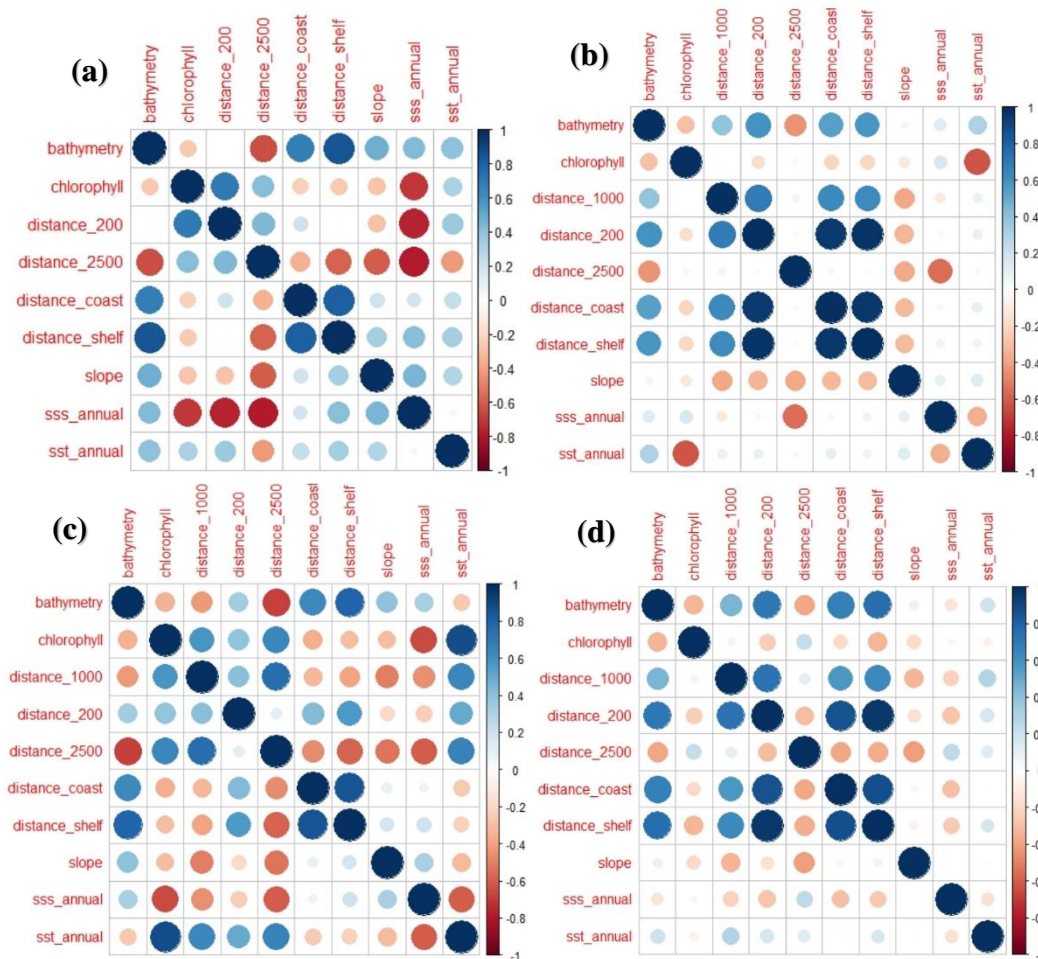 (a)
bathymetry
chlorophyll
distance_200
distance_2500
distance_coast
distance_shelf
slope
sss_annual
sst_annual
bathymetry
chlorophyll
distance_200
distance_2500
distance_coast
distance_shelf
slope
sss_annual
sst_annual
1
0.8
0.6
0.4
0.2
0
-0.2
-0.4
-0.6
-0.8
-1
(b)
bathymetry
chlorophyll
distance_1000
distance_200
distance_2500
distance_coast
distance_shelf
slope
sss_annual
sst_annual
bathymetry
chlorophyll
distance_1000
distance_200
distance_2500
distance_coast
distance_shelf
slope
sss_annual
sst_annual
1
0.8
0.6
0.4
0.2
0
-0.2
-0.4
-0.6
-0.8
-1
(c)
bathymetry
chlorophyll
distance_1000
distance_200
distance_2500
distance_coast
distance_shelf
slope
sss_annual
sst_annual
bathymetry
chlorophyll
distance_1000
distance_200
distance_2500
distance_coast
distance_shelf
slope
sss_annual
sst_annual
1
0.8
0.6
0.4
0.2
0
-0.2
-0.4
-0.6
-0.8
-1
(d)
bathymetry
chlorophyll
distance_1000
distance_200
distance_2500
distance_coast
distance_shelf
slope
sss_annual
sst_annual
bathymetry
chlorophyll
distance_1000
distance_200
distance_2500
distance_coast
distance_shelf
slope
sss_annual
sst_annual